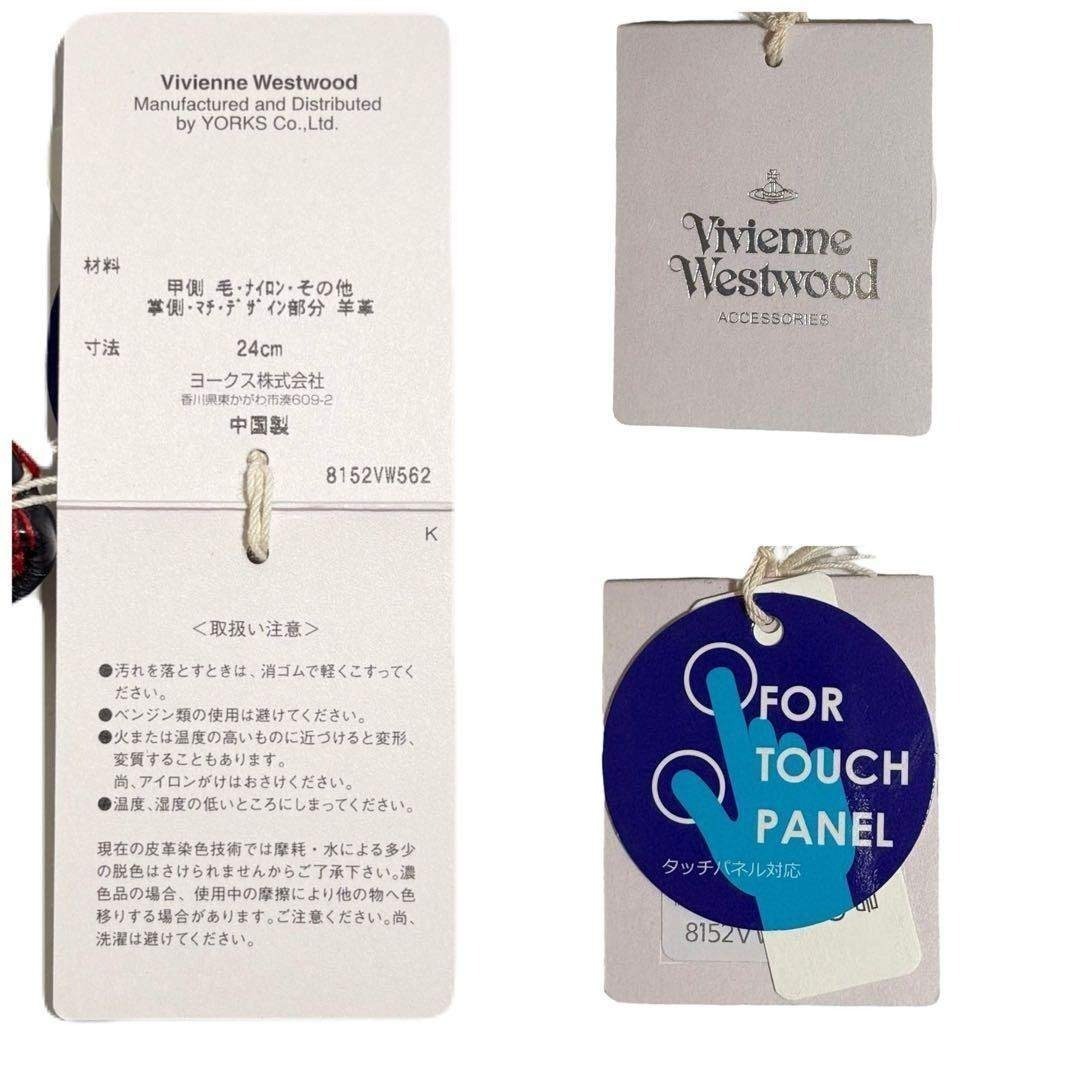 Vivienne Westwood
Manufactured and Distributed
by YORKS Co.,Ltd.
材料
甲側 毛・ナイロン・その他
掌側・マチ・デザイン部分 羊革
寸法 24cm
ヨークス株式会社
香川県東かがわ市湊609-2
中国製
8152VW562
K
<取扱い注意>
●汚れを落とすときは、消ゴムで軽くこすってく
ださい。
●ベンジン類の使用は避けてください。
●火または温度の高いものに近づけると変形、
変質することもあります。
尚、アイロンがけはおさけください。
●温度、湿度の低いところにしまってください。
現在の皮革染色技術では摩耗・水による多少
の脱色はさけられませんからご了承下さい。濃
色品の場合、使用中の摩擦により他の物へ色
移りする場合があります。ご注意ください。尚、
洗濯は避けてください。
Vivienne
Westwood
ACCESSORIES
FOR
TOUCH
PANEL
タッチパネル対応
8152V